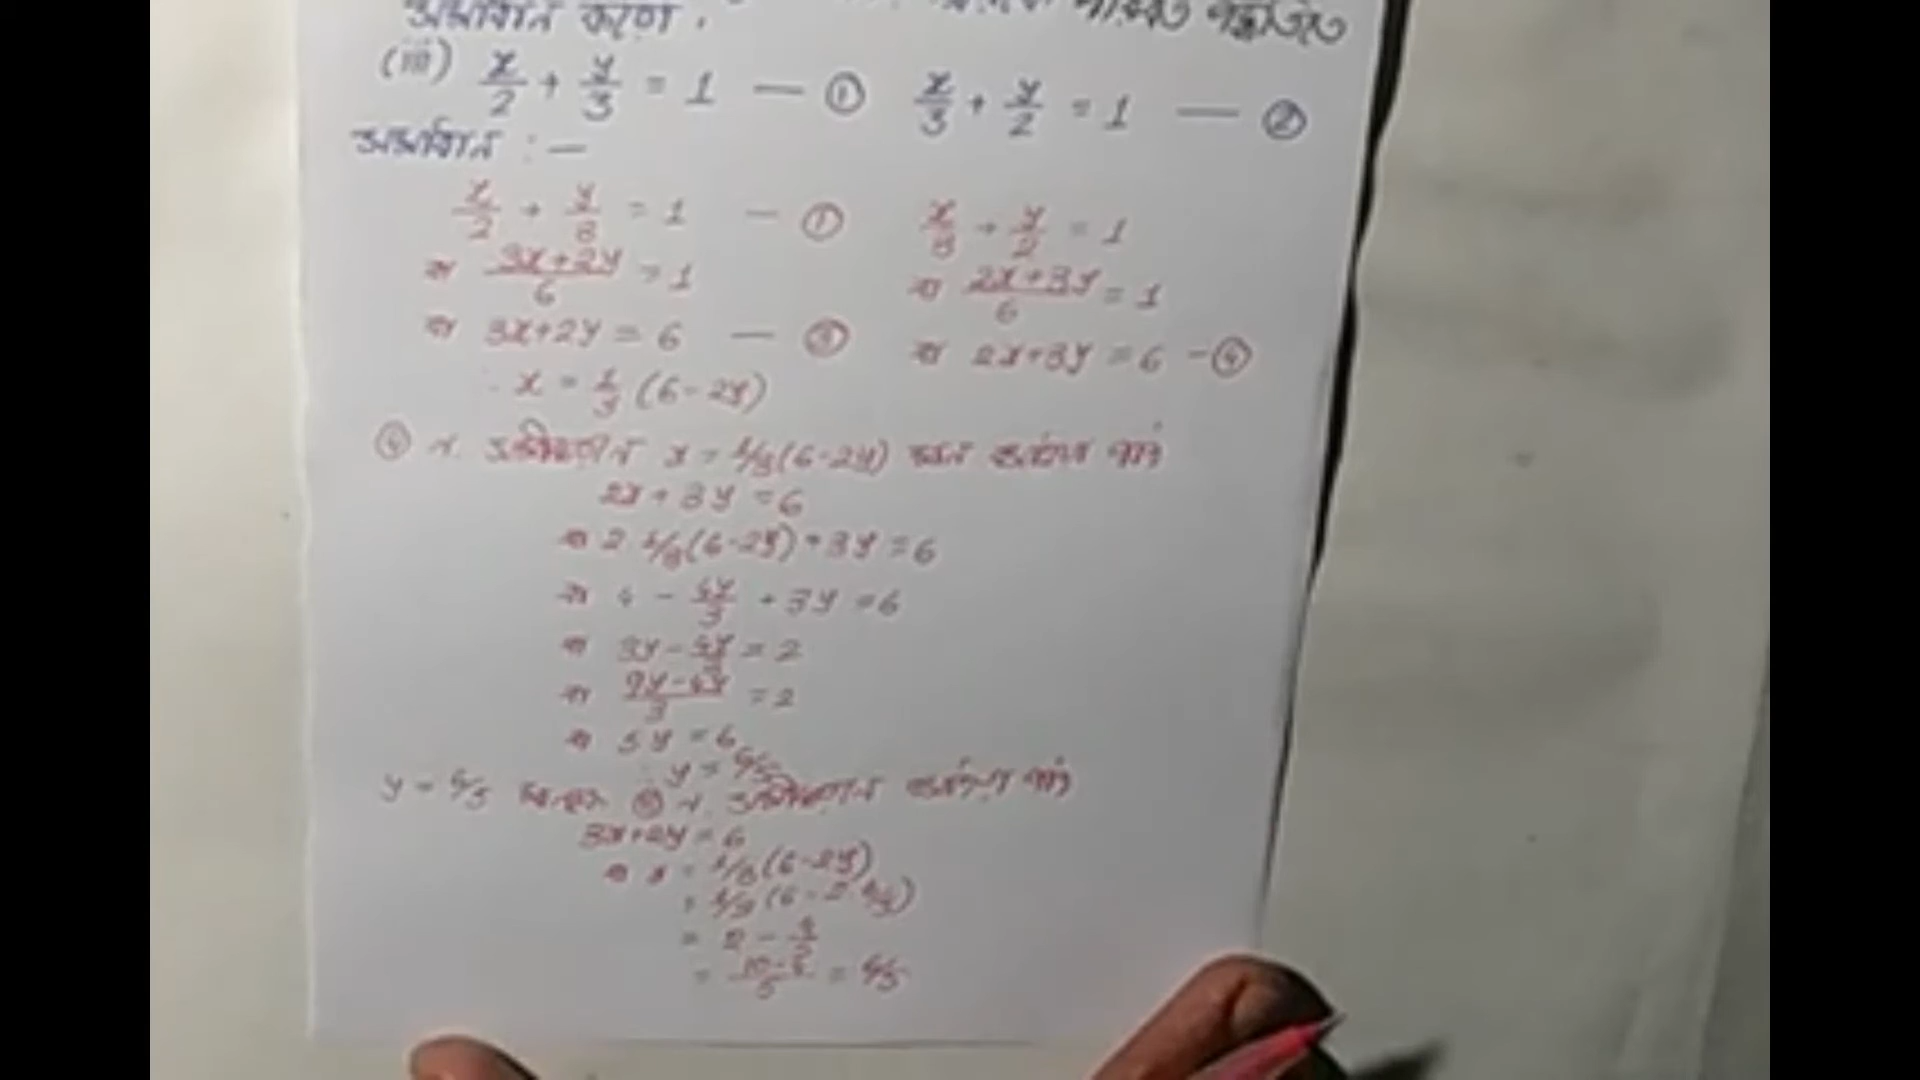 সমাধান করো।
(iii) x/2 + y/3 = 1 — ① x/3 + y/2 = 1 — ②
সমাধান :—
x/2 + y/3 = 1 — ① x/3 + y/2 = 1
বা (3x+2y)/6 = 1 বা (2x+3y)/6 = 1
বা 3x+2y = 6 — ③ বা 2x+3y = 6 — ④
∴ x = 1/3 (6-2y)
④ নং সমীকরণে x = 1/3(6-2y) পাই
2x + 3y = 6
বা 2 1/3(6-2y) + 3y = 6
বা 4 - 4y/3 + 3y = 6
বা 3y - 4y/3 = 2
বা (9y-4y)/3 = 2
বা 5y = 6
∴ y = 6/5
y = 6/5 নং সমীকরণে পাই
3x+2y = 6
বা x = 1/3(6-2y)
= 1/3(6-2 6/5)
= 2 - 4/5
= (10-4)/5 = 6/5